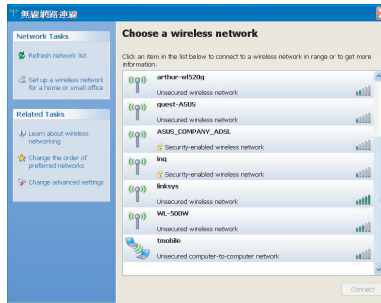 無線網路連線
Network Tasks
Refresh network list
Set up a wireless network
for a home or small office
Related Tasks
Learn about wireless
networking
Change the order of
preferred networks
Change advanced settings
Choose a wireless network
Click an item in the list below to connect to a wireless network in range or to get more
information.
arthur-wl520g
Unsecured wireless network
guest-ASUS
Unsecured wireless network
ASUS_COMPANY_ADSL
Security-enabled wireless network
ing
Security-enabled wireless network
linksys
Unsecured wireless network
WL-500W
Unsecured wireless network
tmobile
Unsecured computer-to-computer network
Connect